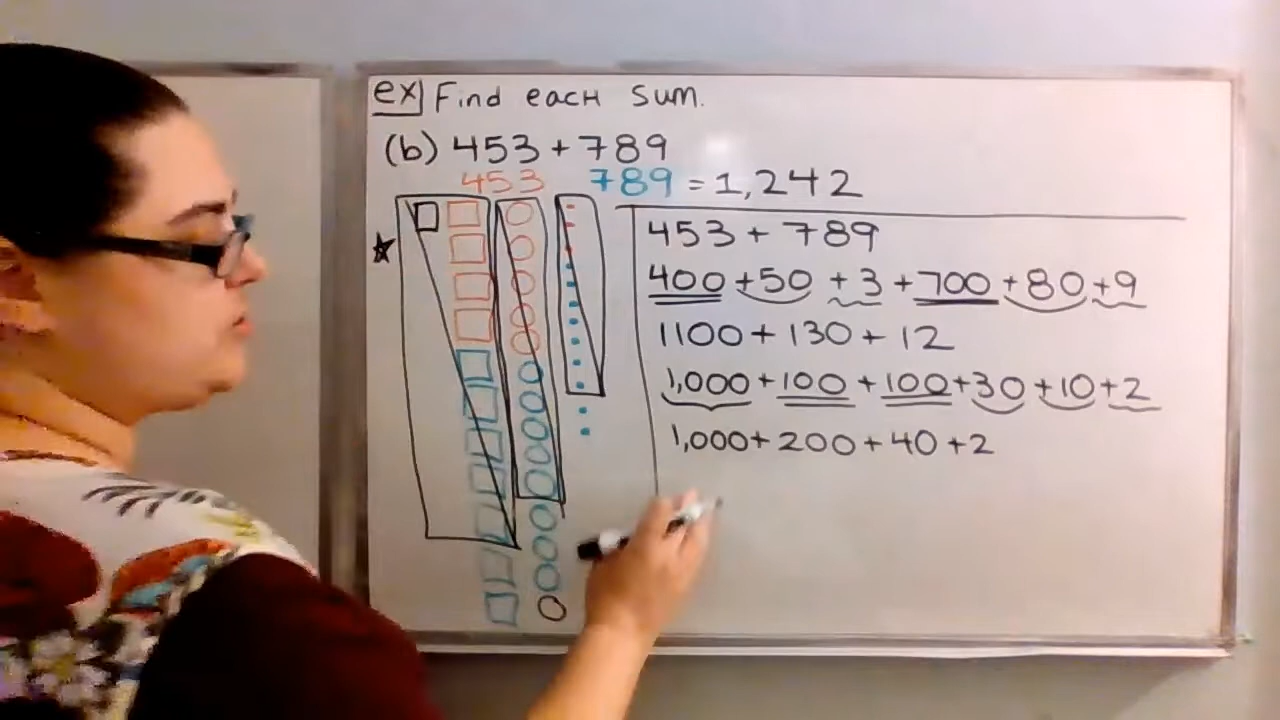 ex Find each sum.
(b) 453 + 789
453 789 = 1,242
453 + 789
400 + 50 + 3 + 700 + 80 + 9
1100 + 130 + 12
1,000 + 100 + 100 + 30 + 10 + 2
1,000 + 200 + 40 + 2